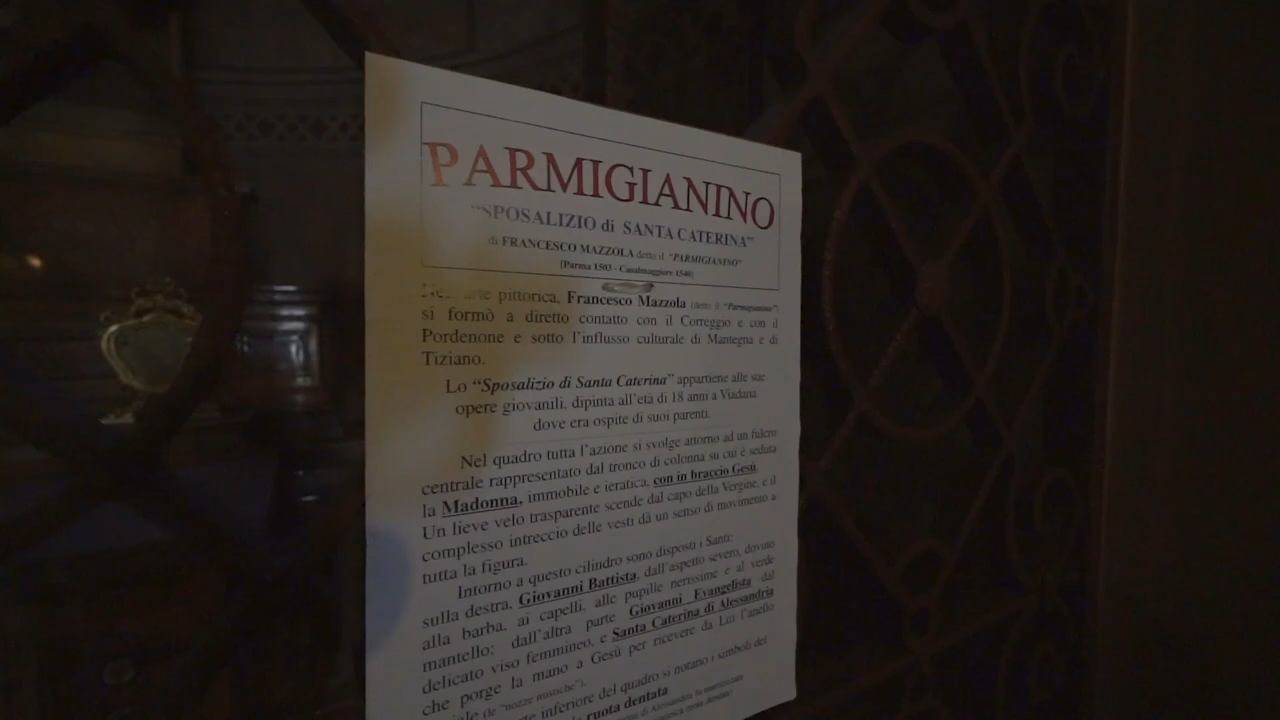 PARMIGIANINO
"SPOSALIZIO di SANTA CATERINA"
di FRANCESCO MAZZOLA detto il "PARMIGIANINO"
(Parma 1503 - Casalmaggiore 1540)
arte pittorica, Francesco Mazzola (detto il "Parmigianino")
si formò a diretto contatto con il Correggio e con il
Pordenone e sotto l'influsso culturale di Mantegna e di
Tiziano.
Lo "Sposalizio di Santa Caterina" appartiene alle sue
opere giovanili, dipinta all'età di 18 anni a Viadana
dove era ospite di suoi parenti.
Nel quadro tutta l'azione si svolge attorno ad un fulcro
centrale rappresentato dal tronco di colonna su cui è seduta
la Madonna, immobile e ieratica, con in braccio Gesù.
Un lieve velo trasparente scende dal capo della Vergine, e il
complesso intreccio delle vesti dà un senso di movimento a
tutta la figura.
Intorno a questo cilindro sono disposti i Santi:
sulla destra, Giovanni Battista, dall'aspetto severo, dovuto
alla barba, ai capelli, alle pupille nerissime e al verde
mantello; dall'altra parte Giovanni Evangelista dal
delicato viso femmineo, e Santa Caterina di Alessandria
che porge la mano a Gesù per ricevere da Lui l'anello
(le "nozze mistiche").
inferiore del quadro si notano i simboli del
ruota dentata